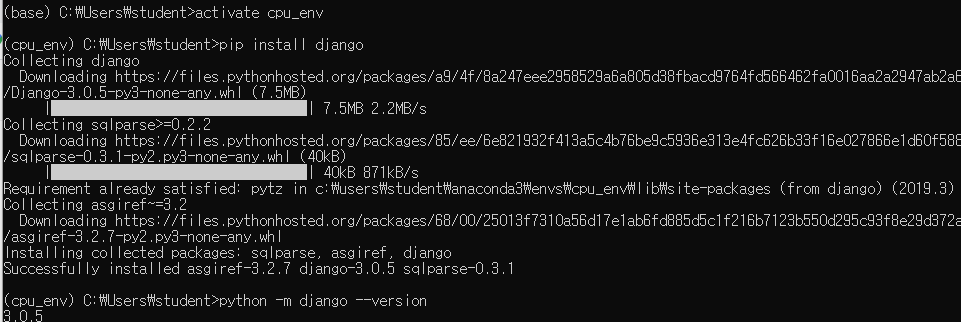 (base) C:₩Users₩student>activate cpu_env
(cpu_env) C:₩Users₩student>pip install django
Collecting django
Downloading https://files.pythonhosted.org/packages/a9/4f/8a247eee2958529a6a805d38fbacd9764fd566462fa0016aa2a2947ab2a6
/Django-3.0.5-py3-none-any.whl (7.5MB)
|████████████████████████████████| 7.5MB 2.2MB/s
Collecting sqlparse>=0.2.2
Downloading https://files.pythonhosted.org/packages/85/ee/6e821932f413a5c4b76be9c5936e313e4fc626b33f16e027866e1d60f588
/sqlparse-0.3.1-py2.py3-none-any.whl (40kB)
|████████████████████████████████| 40kB 871kB/s
Requirement already satisfied: pytz in c:₩users₩student₩anaconda3₩envs₩cpu_env₩lib₩site-packages (from django) (2019.3)
Collecting asgiref~=3.2
Downloading https://files.pythonhosted.org/packages/68/00/25013f7310a56d17e1ab6fd885d5c1f216b7123b550d295c93f8e29d372a
/asgiref-3.2.7-py2.py3-none-any.whl
Installing collected packages: sqlparse, asgiref, django
Successfully installed asgiref-3.2.7 django-3.0.5 sqlparse-0.3.1
(cpu_env) C:₩Users₩student>python -m django --version
3.0.5